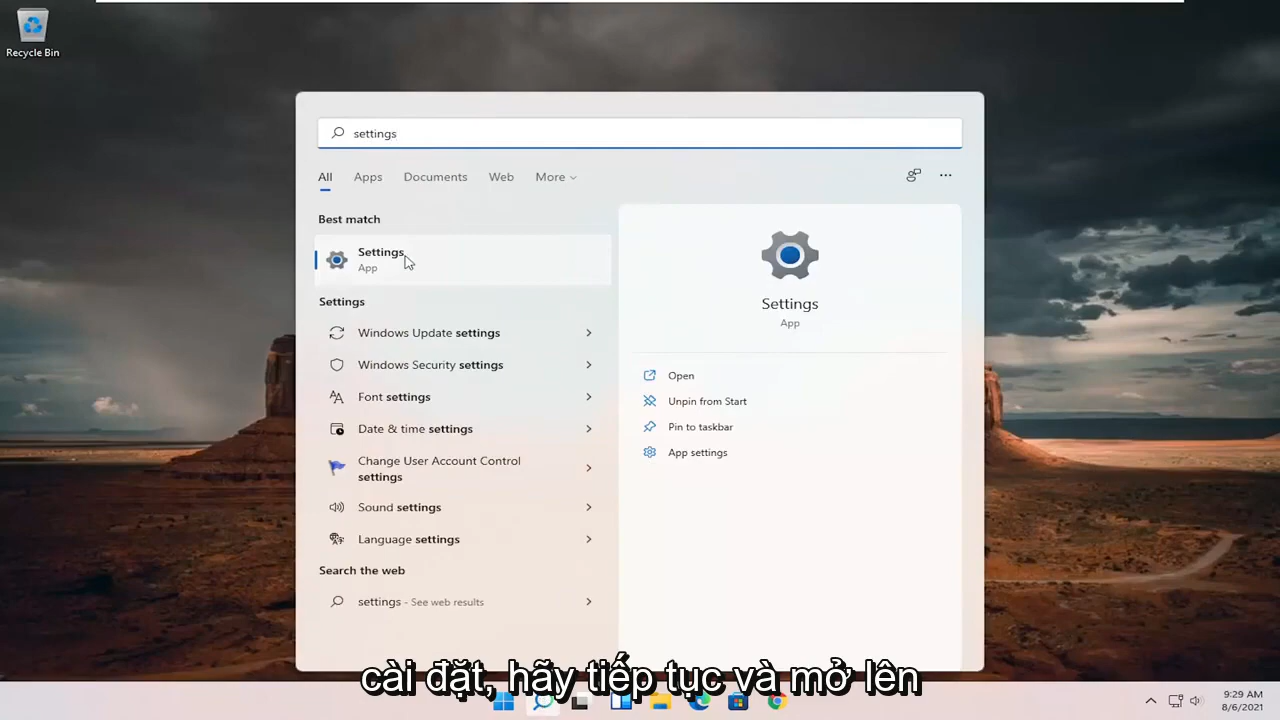 Recycle Bin
settings
All
Apps
Documents
Web
More
Best match
Settings
App
Settings
Windows Update settings
Windows Security settings
Font settings
Date & time settings
Change User Account Control
settings
Sound settings
Language settings
Search the web
settings - See web results
Settings
App
Open
Unpin from Start
Pin to taskbar
App settings
cài đặt, hãy tiếp tục và mở lên
9:29 AM
8/6/2021